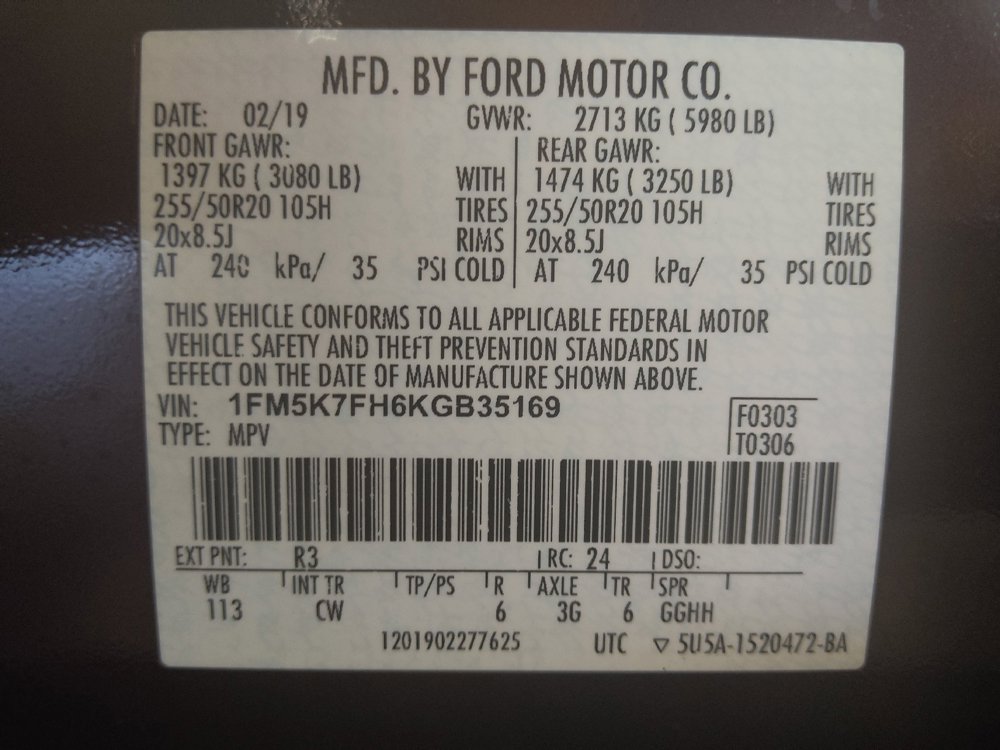 MFD. BY FORD MOTOR CO.
DATE: 02/19 GVWR: 2713 KG ( 5980 LB)
FRONT GAWR: REAR GAWR:
1397 KG ( 3080 LB) WITH 1474 KG ( 3250 LB) WITH
255/50R20 105H TIRES 255/50R20 105H TIRES
20x8.5J RIMS 20x8.5J RIMS
AT 240 kPa/ 35 PSI COLD AT 240 kPa/ 35 PSI COLD
THIS VEHICLE CONFORMS TO ALL APPLICABLE FEDERAL MOTOR
VEHICLE SAFETY AND THEFT PREVENTION STANDARDS IN
EFFECT ON THE DATE OF MANUFACTURE SHOWN ABOVE.
VIN: 1FM5K7FH6KGB35169 F0303
TYPE: MPV T0306
EXT PNT: R3 RC: 24 DSO:
WB INT TR TP/PS R AXLE TR SPR
113 CW 6 3G 6 GGHH
1201902277625 UTC ▽ 5U5A-1520472-BA